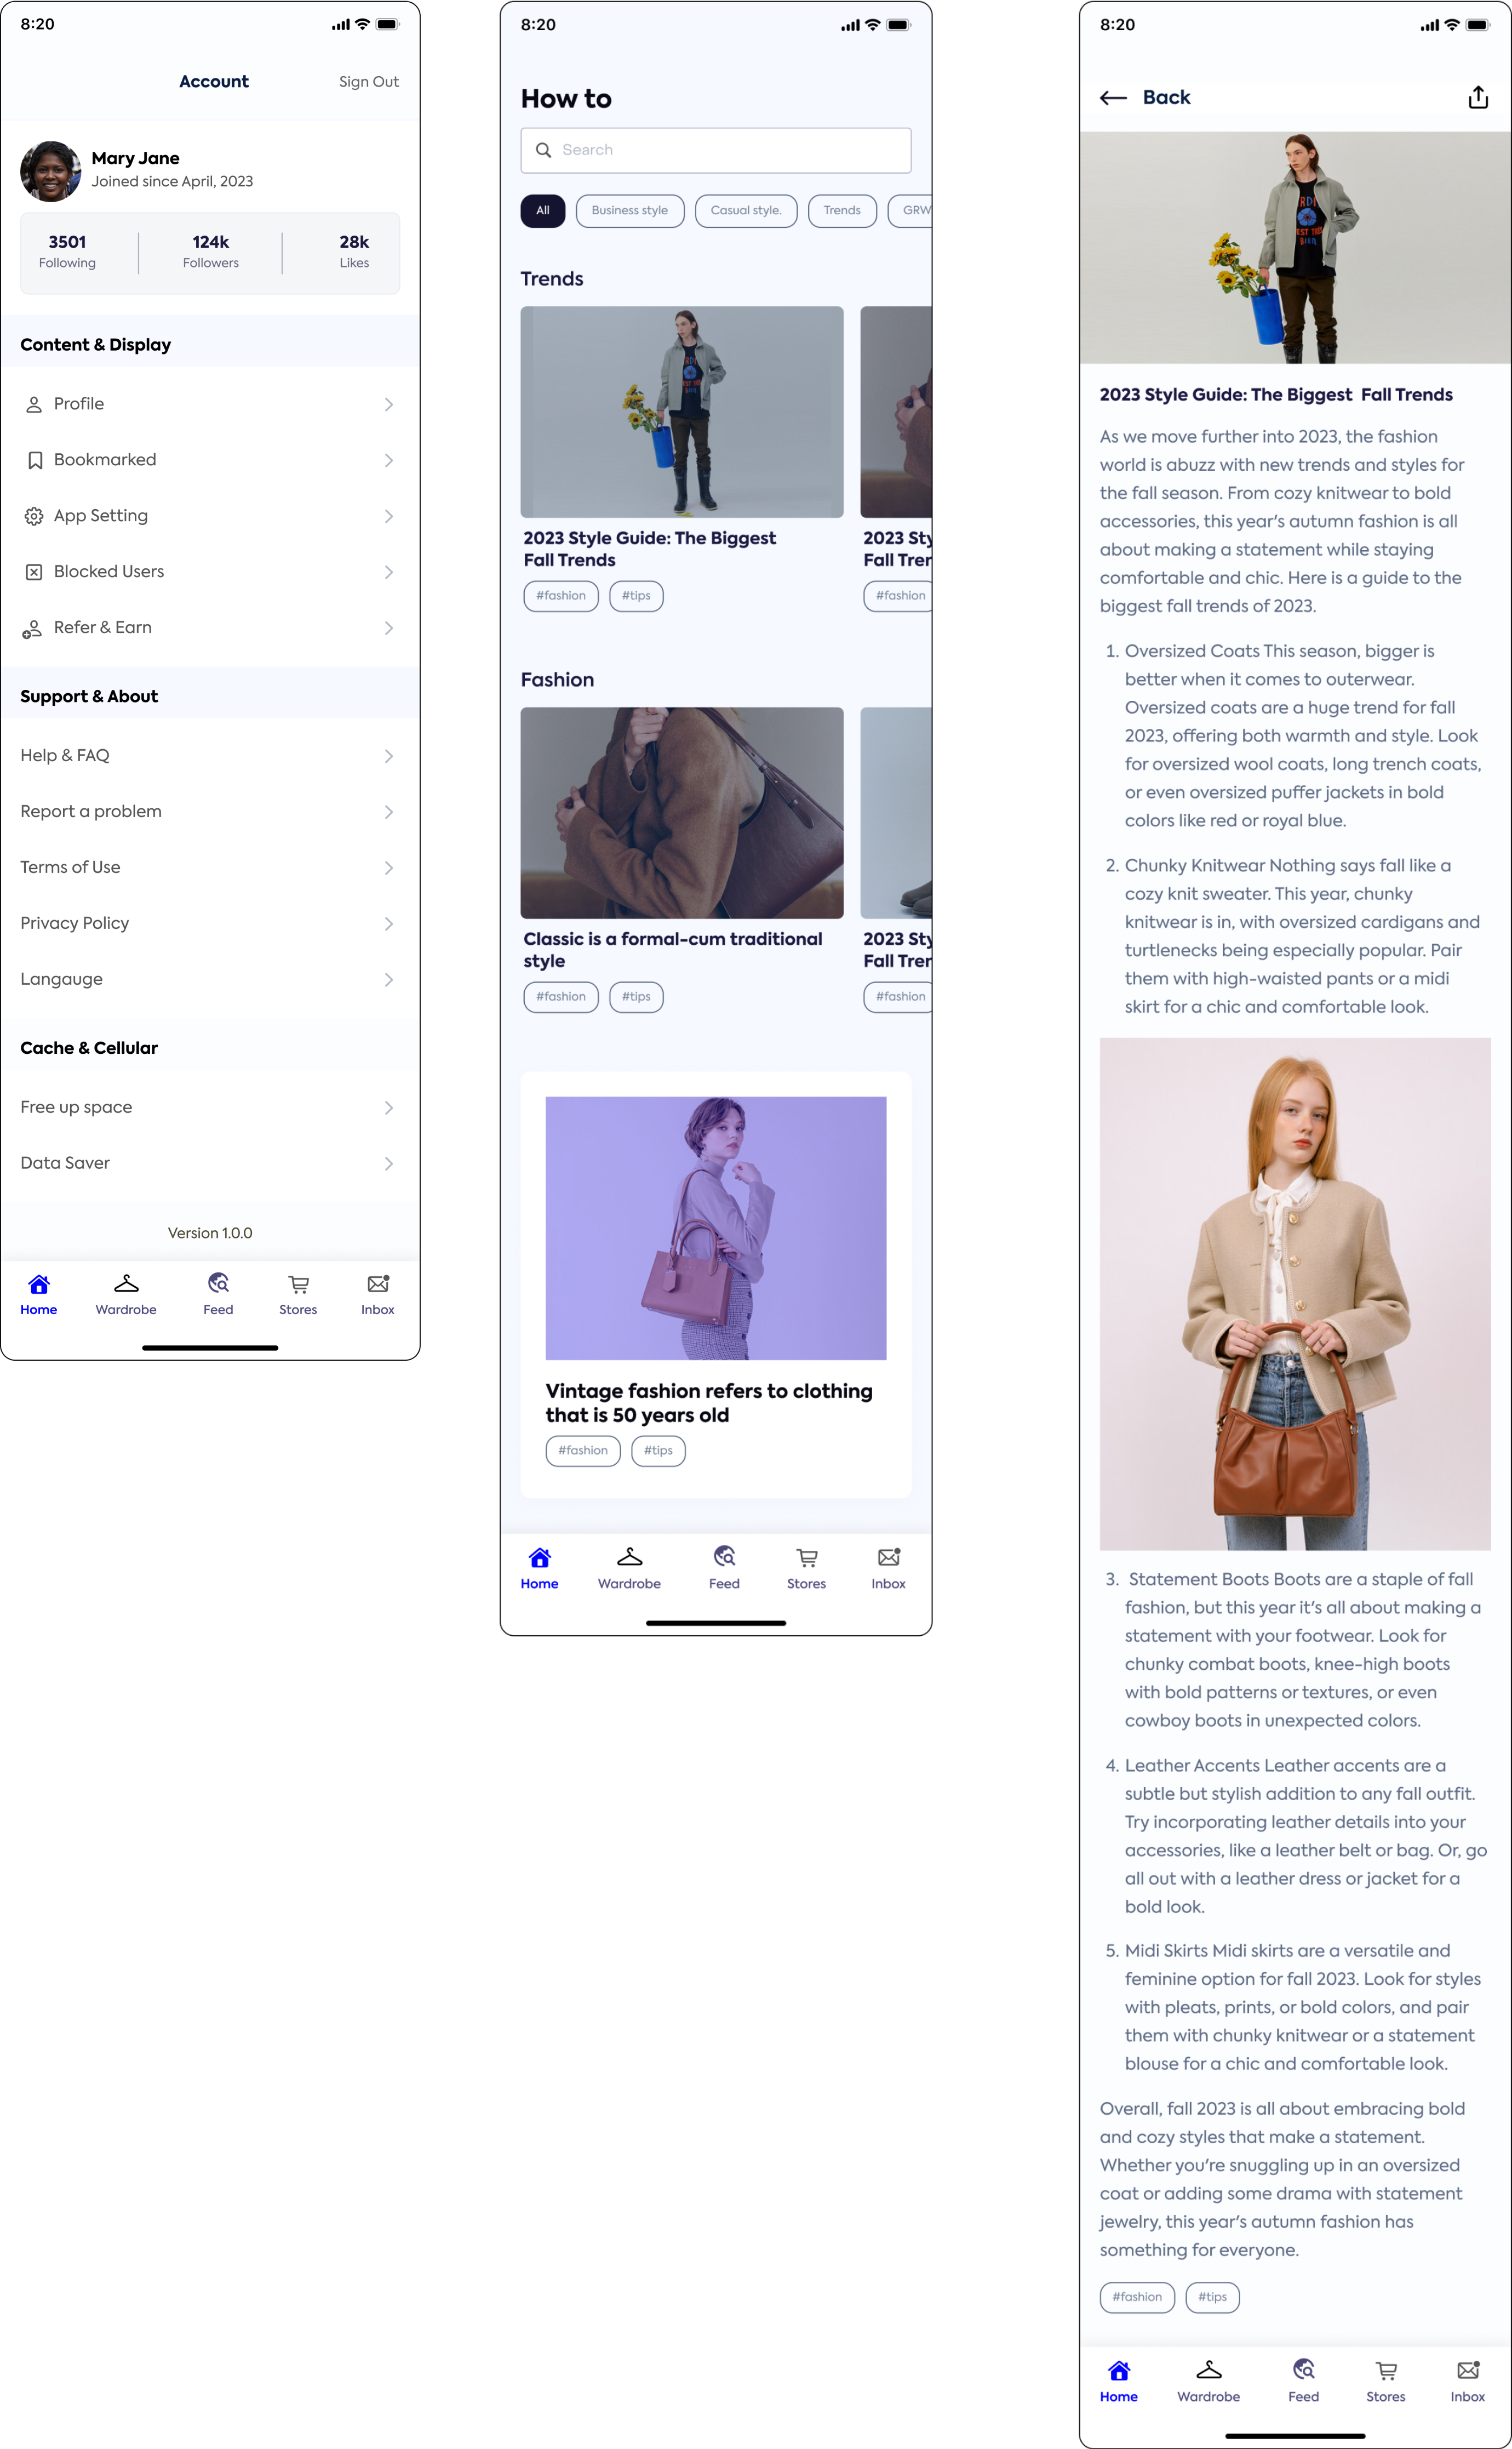 8:20
Account
Sign Out
Mary Jane
Joined since April, 2023
3501
Following
124k
Followers
28k
Likes
Content & Display
Profile
Bookmarked
App Setting
Blocked Users
Refer & Earn
Support & About
Help & FAQ
Report a problem
Terms of Use
Privacy Policy
Langauge
Cache & Cellular
Free up space
Data Saver
Version 1.0.0
Home
Wardrobe
Feed
Stores
Inbox
8:20
How to
Search
All
Business style
Casual style.
Trends
GRW
Trends
2023 Style Guide: The Biggest
Fall Trends
#fashion
#tips
2023 Sty
Fall Tren
#fashion
Fashion
Classic is a formal-cum traditional
style
#fashion
#tips
2023 Sty
Fall Tren
#fashion
Vintage fashion refers to clothing
that is 50 years old
#fashion
#tips
Home
Wardrobe
Feed
Stores
Inbox
8:20
Back
2023 Style Guide: The Biggest  Fall Trends
As we move further into 2023, the fashion
world is abuzz with new trends and styles for
the fall season. From cozy knitwear to bold
accessories, this year's autumn fashion is all
about making a statement while staying
comfortable and chic. Here is a guide to the
biggest fall trends of 2023.
1. Oversized Coats This season, bigger is
better when it comes to outerwear.
Oversized coats are a huge trend for fall
2023, offering both warmth and style. Look
for oversized wool coats, long trench coats,
or even oversized puffer jackets in bold
colors like red or royal blue.
2. Chunky Knitwear Nothing says fall like a
cozy knit sweater. This year, chunky
knitwear is in, with oversized cardigans and
turtlenecks being especially popular. Pair
them with high-waisted pants or a midi
skirt for a chic and comfortable look.
3. Statement Boots Boots are a staple of fall
fashion, but this year it's all about making a
statement with your footwear. Look for
chunky combat boots, knee-high boots
with bold patterns or textures, or even
cowboy boots in unexpected colors.
4. Leather Accents Leather accents are a
subtle but stylish addition to any fall outfit.
Try incorporating leather details into your
accessories, like a leather belt or bag. Or, go
all out with a leather dress or jacket for a
bold look.
5. Midi Skirts Midi skirts are a versatile and
feminine option for fall 2023. Look for styles
with pleats, prints, or bold colors, and pair
them with chunky knitwear or a statement
blouse for a chic and comfortable look.
Overall, fall 2023 is all about embracing bold
and cozy styles that make a statement.
Whether you're snuggling up in an oversized
coat or adding some drama with statement
jewelry, this year's autumn fashion has
something for everyone.
#fashion
#tips
Home
Wardrobe
Feed
Stores
Inbox